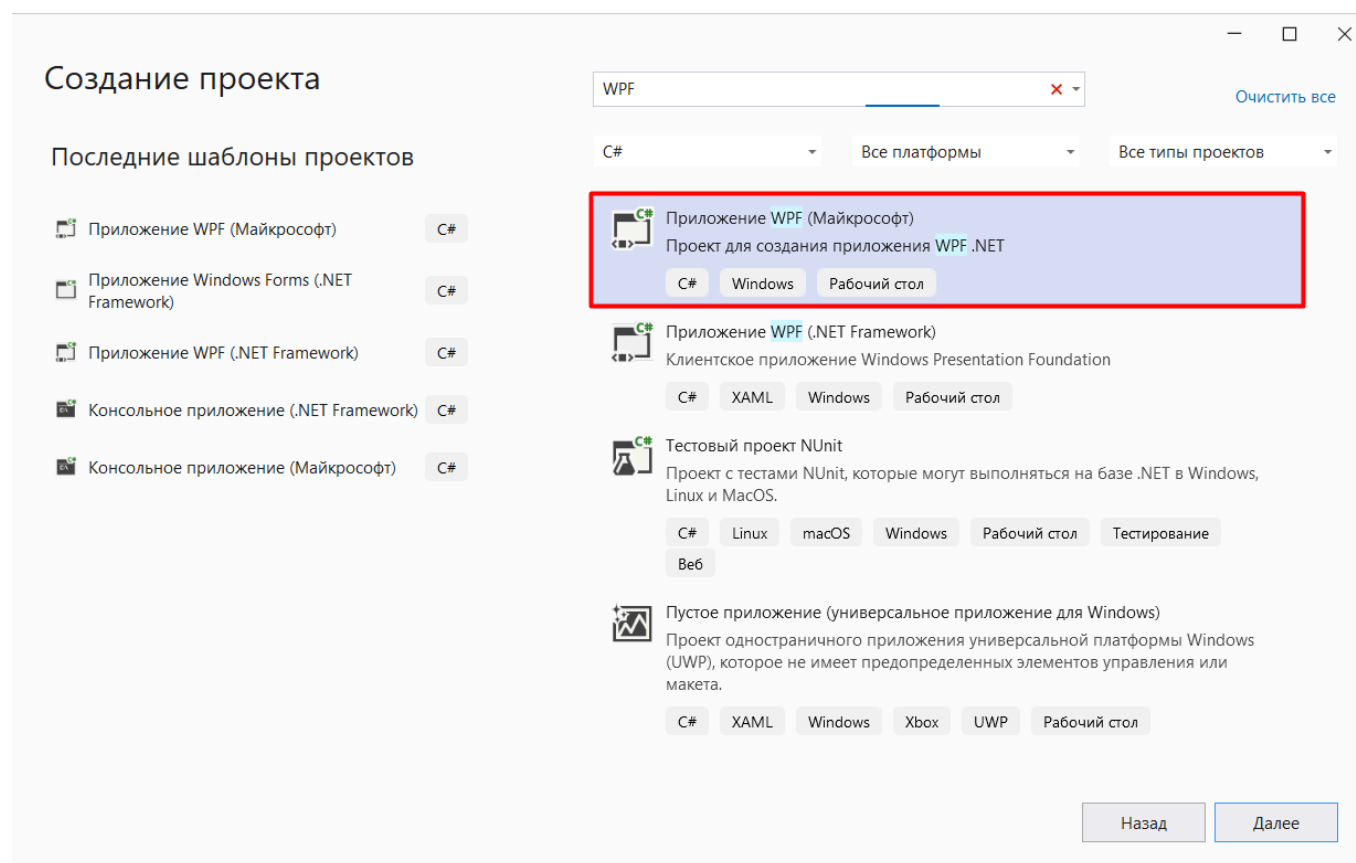 Создание проекта
WPF
Очистить все
Последние шаблоны проектов
C#
Все платформы
Все типы проектов
Приложение WPF (Майкрософт)
C#
Приложение Windows Forms (.NET
Framework)
C#
Приложение WPF (.NET Framework)
C#
Консольное приложение (.NET Framework)
C#
Консольное приложение (Майкрософт)
C#
Приложение WPF (Майкрософт)
Проект для создания приложения WPF .NET
C# Windows Рабочий стол
Приложение WPF (.NET Framework)
Клиентское приложение Windows Presentation Foundation
C# XAML Windows Рабочий стол
Тестовый проект NUnit
Проект с тестами NUnit, которые могут выполняться на базе .NET в Windows,
Linux и MacOS.
C# Linux macOS Windows Рабочий стол Тестирование
Веб
Пустое приложение (универсальное приложение для Windows)
Проект одностраничного приложения универсальной платформы Windows
(UWP), которое не имеет предопределенных элементов управления или
макета.
C# XAML Windows Xbox UWP Рабочий стол
Назад
Далее